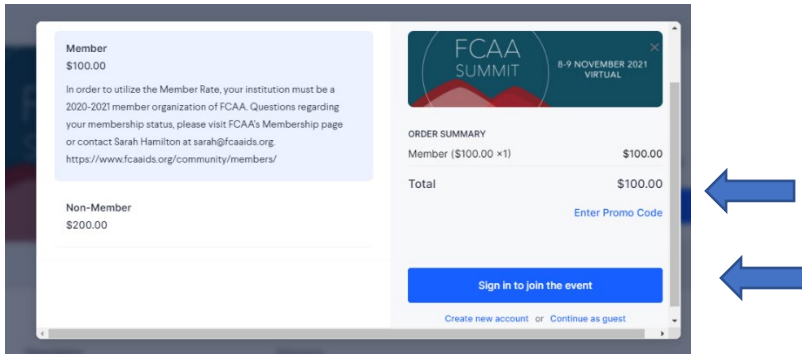 Member
$100.00
In order to utilize the Member Rate, your institution must be a
2020-2021 member organization of FCAA. Questions regarding
your membership status, please visit FCAA's Membership page
or contact Sarah Hamilton at sarah@fcaaids.org.
https://www.fcaaids.org/community/members/
Non-Member
$200.00
FCAA
SUMMIT
8-9 NOVEMBER 2021
VIRTUAL
ORDER SUMMARY
Member ($100.00 ×1) $100.00
Total $100.00
Enter Promo Code
Sign in to join the event
Create new account or Continue as guest